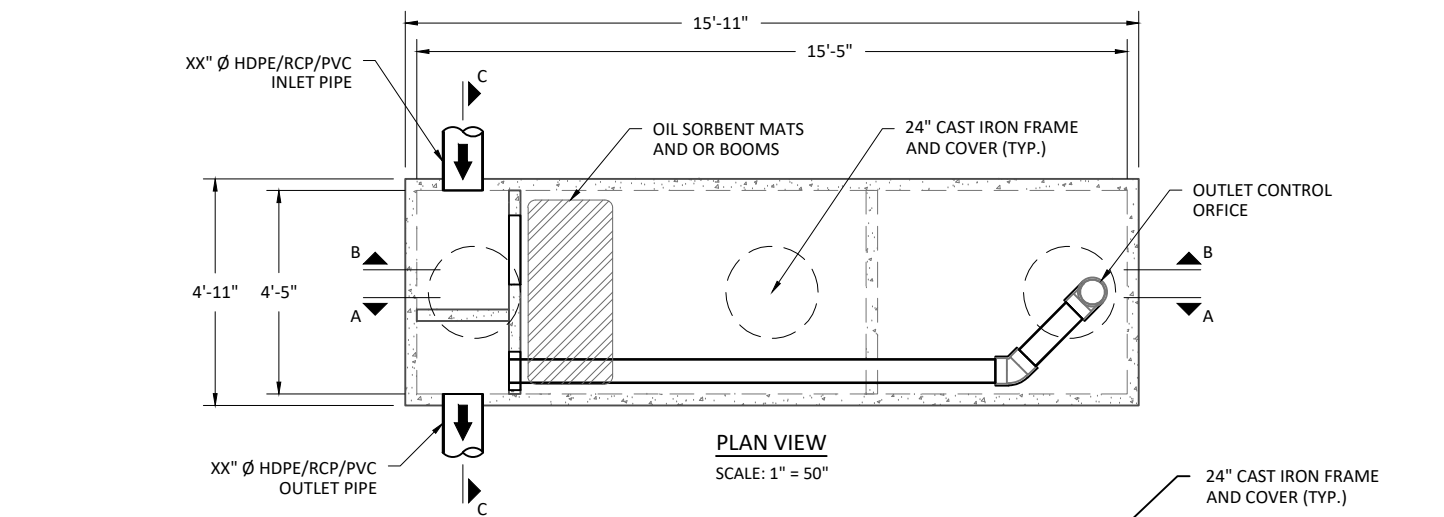 15'-11"
15'-5"
XX" Ø HDPE/RCP/PVC
INLET PIPE
C
OIL SORBENT MATS
AND OR BOOMS
24" CAST IRON FRAME
AND COVER (TYP.)
OUTLET CONTROL
ORFICE
B
B
4'-11"
4'-5"
A
A
PLAN VIEW
SCALE: 1" = 50"
XX" Ø HDPE/RCP/PVC
OUTLET PIPE
C
24" CAST IRON FRAME
AND COVER (TYP.)